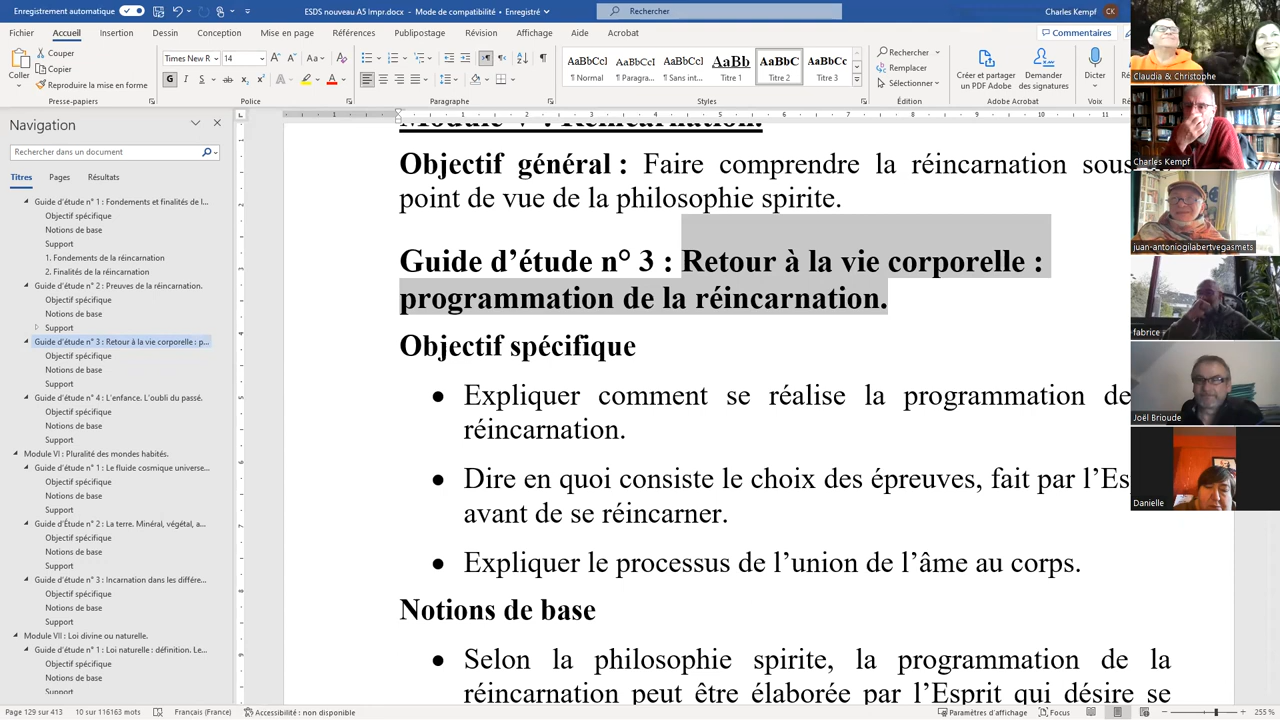 Enregistrement automatique
ESDS nouveau A5 Impr.docx - Mode de compatibilité - Enregistré
Rechercher
Charles Kempf
CK
Fichier
Accueil
Insertion
Dessin
Conception
Mise en page
Références
Publipostage
Révision
Affichage
Aide
Acrobat
Commentaires
Coller
Couper
Copier
Reproduire la mise en forme
Presse-papiers
Times New R
14
G
I
S
Police
Paragraphe
AaBbCcI
¶ Normal
AaBbCcI
¶ Paragra...
AaBbCcI
¶ Sans int...
AaBb
Titre 1
AaBbC
Titre 2
AaBbCc
Titre 3
Styles
Rechercher
Remplacer
Sélectionner
Édition
Créer et partager
un PDF Adobe
Demander
des signatures
Adobe Acrobat
Dicter
Voix
Navigation
Rechercher dans un document
Titres
Pages
Résultats
Guide d'étude n° 1 : Fondements et finalités de l...
Objectif spécifique
Notions de base
Support
1. Fondements de la réincarnation
2. Finalités de la réincarnation
Guide d'étude n° 2 : Preuves de la réincarnation.
Objectif spécifique
Notions de base
Support
Guide d'étude n° 3 : Retour à la vie corporelle : p...
Objectif spécifique
Notions de base
Support
Guide d'étude n° 4 : L'enfance. L'oubli du passé.
Objectif spécifique
Notions de base
Support
Module VI : Pluralité des mondes habités.
Guide d'étude n° 1 : Le fluide cosmique universe...
Objectif spécifique
Notions de base
Support
Guide d'Étude n° 2 : La terre. Minéral, végétal, a...
Objectif spécifique
Notions de base
Support
Guide d'étude n° 3 : Incarnation dans les différe...
Objectif spécifique
Notions de base
Support
Module VII : Loi divine ou naturelle.
Guide d'étude n° 1 : Loi naturelle : définition. Le...
Objectif spécifique
Notions de base
Support
Module V : Réincarnation.
Objectif général : Faire comprendre la réincarnation sous
point de vue de la philosophie spirite.
Guide d'étude n° 3 : Retour à la vie corporelle :
programmation de la réincarnation.
Objectif spécifique
● Expliquer comment se réalise la programmation de
réincarnation.
● Dire en quoi consiste le choix des épreuves, fait par l'Es
avant de se réincarner.
● Expliquer le processus de l'union de l'âme au corps.
Notions de base
● Selon la philosophie spirite, la programmation de la
réincarnation peut être élaborée par l'Esprit qui désire se
Claudia & Christophe
Charles Kempf
juan-antoniogilabertvegasmets
fabrice
Joël Brioude
Danielle
Page 129 sur 413
10 sur 116163 mots
Français (France)
Accessibilité : non disponible
Paramètres d'affichage
Focus
255 %